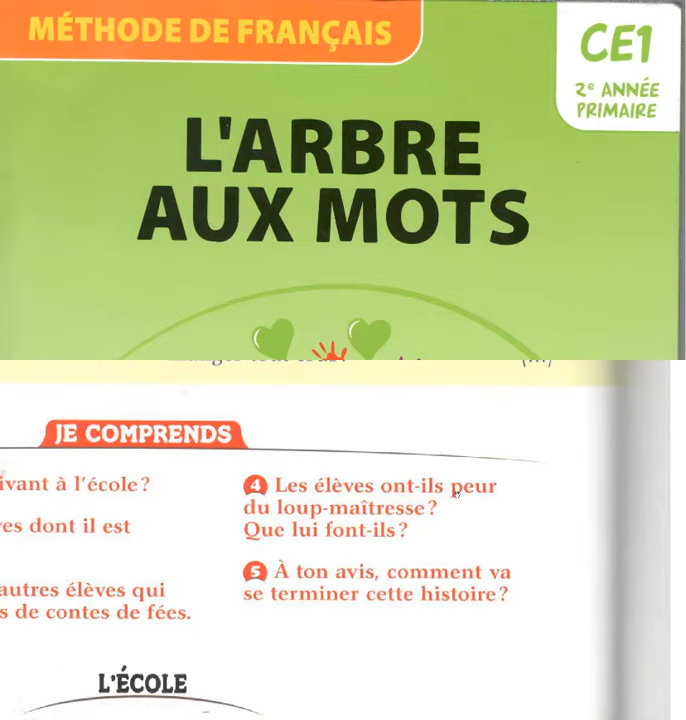 MÉTHODE DE FRANÇAIS
CE1
2e ANNÉE
PRIMAIRE
L'ARBRE
AUX MOTS
JE COMPRENDS
ivant à l'école ?
es dont il est
autres élèves qui
s de contes de fées.
4 Les élèves ont-ils peur
du loup-maîtresse ?
Que lui font-ils ?
5 À ton avis, comment va
se terminer cette histoire ?
L'ÉCOLE